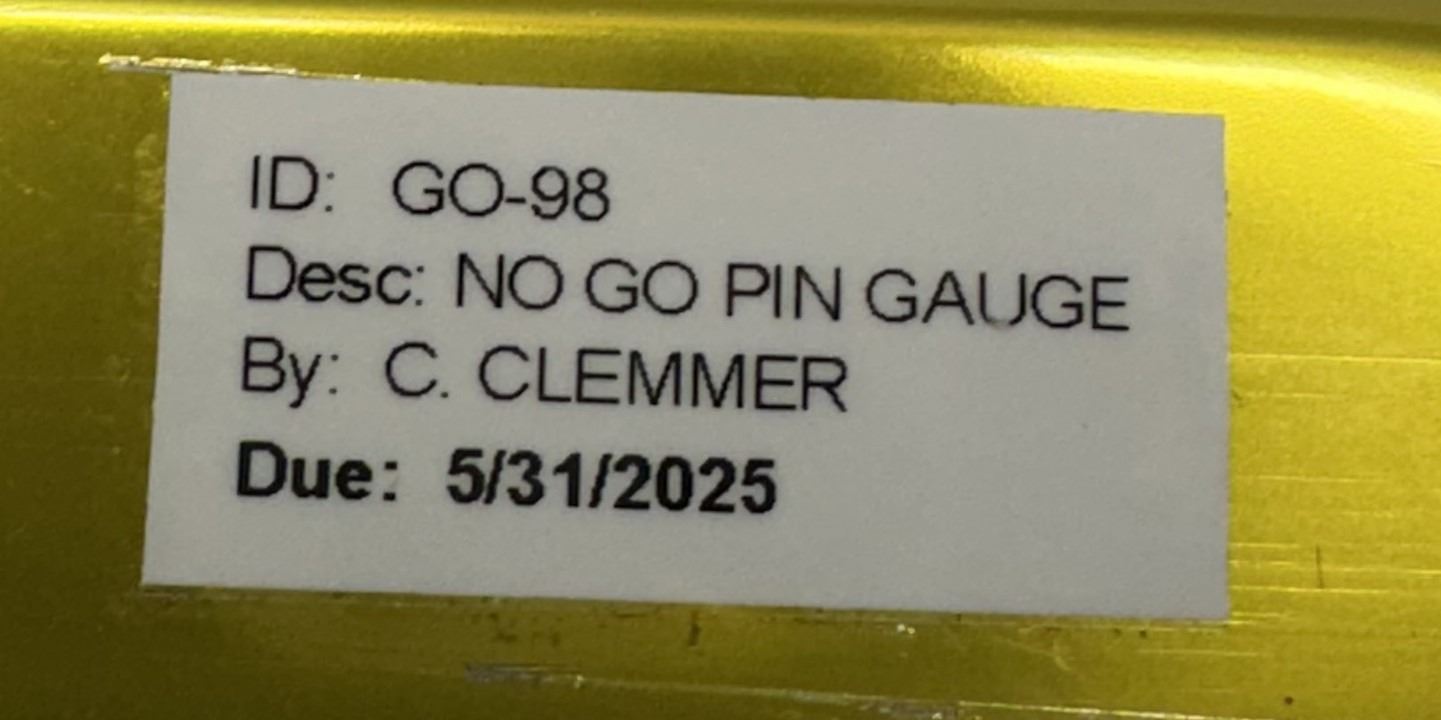 ID: GO-98
Desc: NO GO PIN GAUGE
By: C. CLEMMER
Due: 5/31/2025